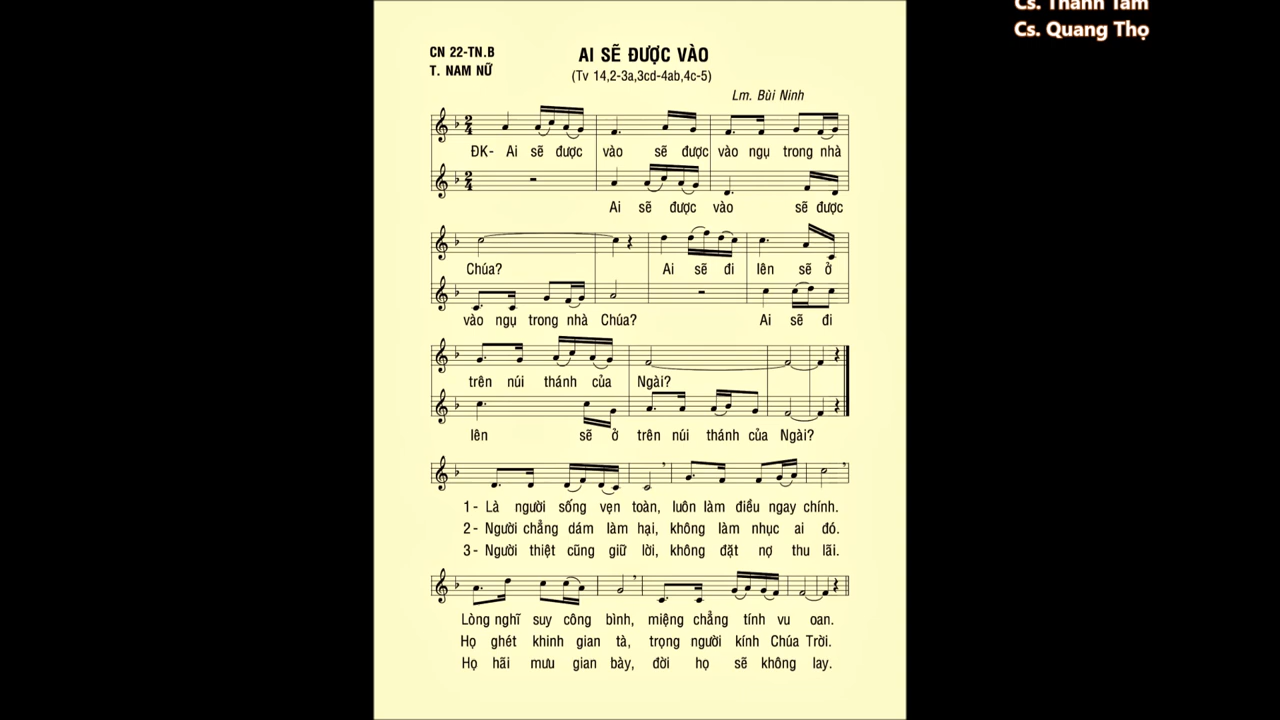 Cs. Thanh Tâm
Cs. Quang Thọ
CN 22-TN.B
T. NAM NỮ
AI SẼ ĐƯỢC VÀO
(Tv 14,2-3a,3cd-4ab,4c-5)
Lm. Bùi Ninh
ĐK- Ai sẽ được vào sẽ được vào ngụ trong nhà
Ai sẽ được vào sẽ được
Chúa? Ai sẽ đi lên sẽ ở
vào ngụ trong nhà Chúa? Ai sẽ đi
trên núi thánh của Ngài?
lên sẽ ở trên núi thánh của Ngài?
1- Là người sống vẹn toàn, luôn làm điều ngay chính.
2- Người chẳng dám làm hại, không làm nhục ai đó.
3- Người thiệt cũng giữ lời, không đặt nợ thu lãi.
Lòng nghĩ suy công bình, miệng chẳng tính vu oan.
Họ ghét khinh gian tà, trọng người kính Chúa Trời.
Họ hãi mưu gian bày, đời họ sẽ không lay.